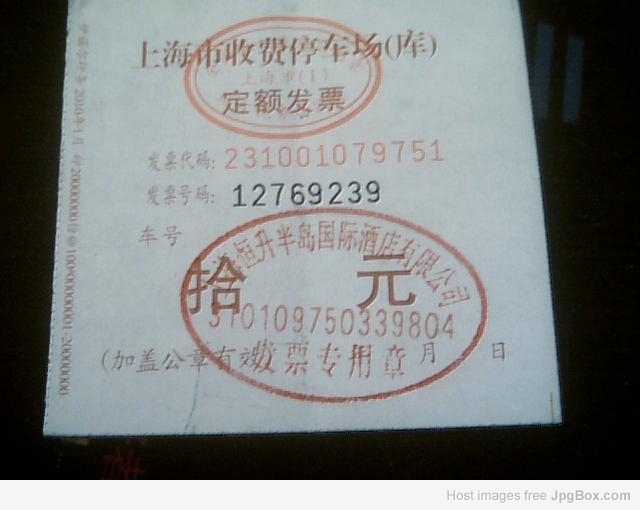 上海市收费停车场(库)
上海市(1)
定额发票
发票代码: 231001079751
发票号码: 12769239
车号
海恒升半岛国际酒店有限公司
拾 元
310109750339804
(加盖公章有效
发票专用章
月 日
Host images free JpgBox.com